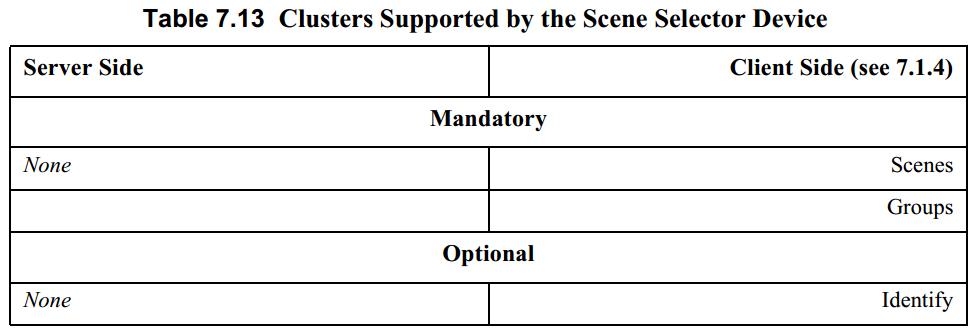 Table 7.13 Clusters Supported by the Scene Selector Device
Server Side Client Side (see 7.1.4)
Mandatory
None Scenes
Groups
Optional
None Identify